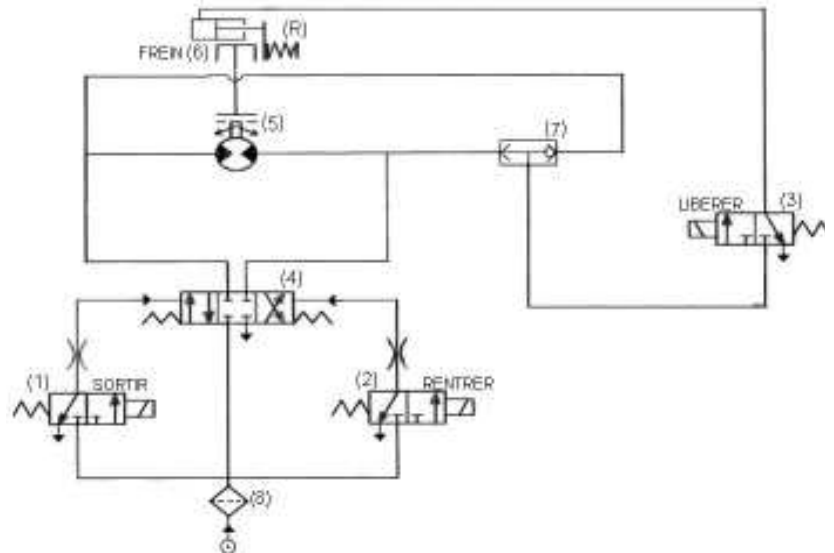 (R)
FREIN (6)
(5)
(7)
LIBERER
(3)
(4)
(1)
SORTIR
(2)
RENTRER
(8)